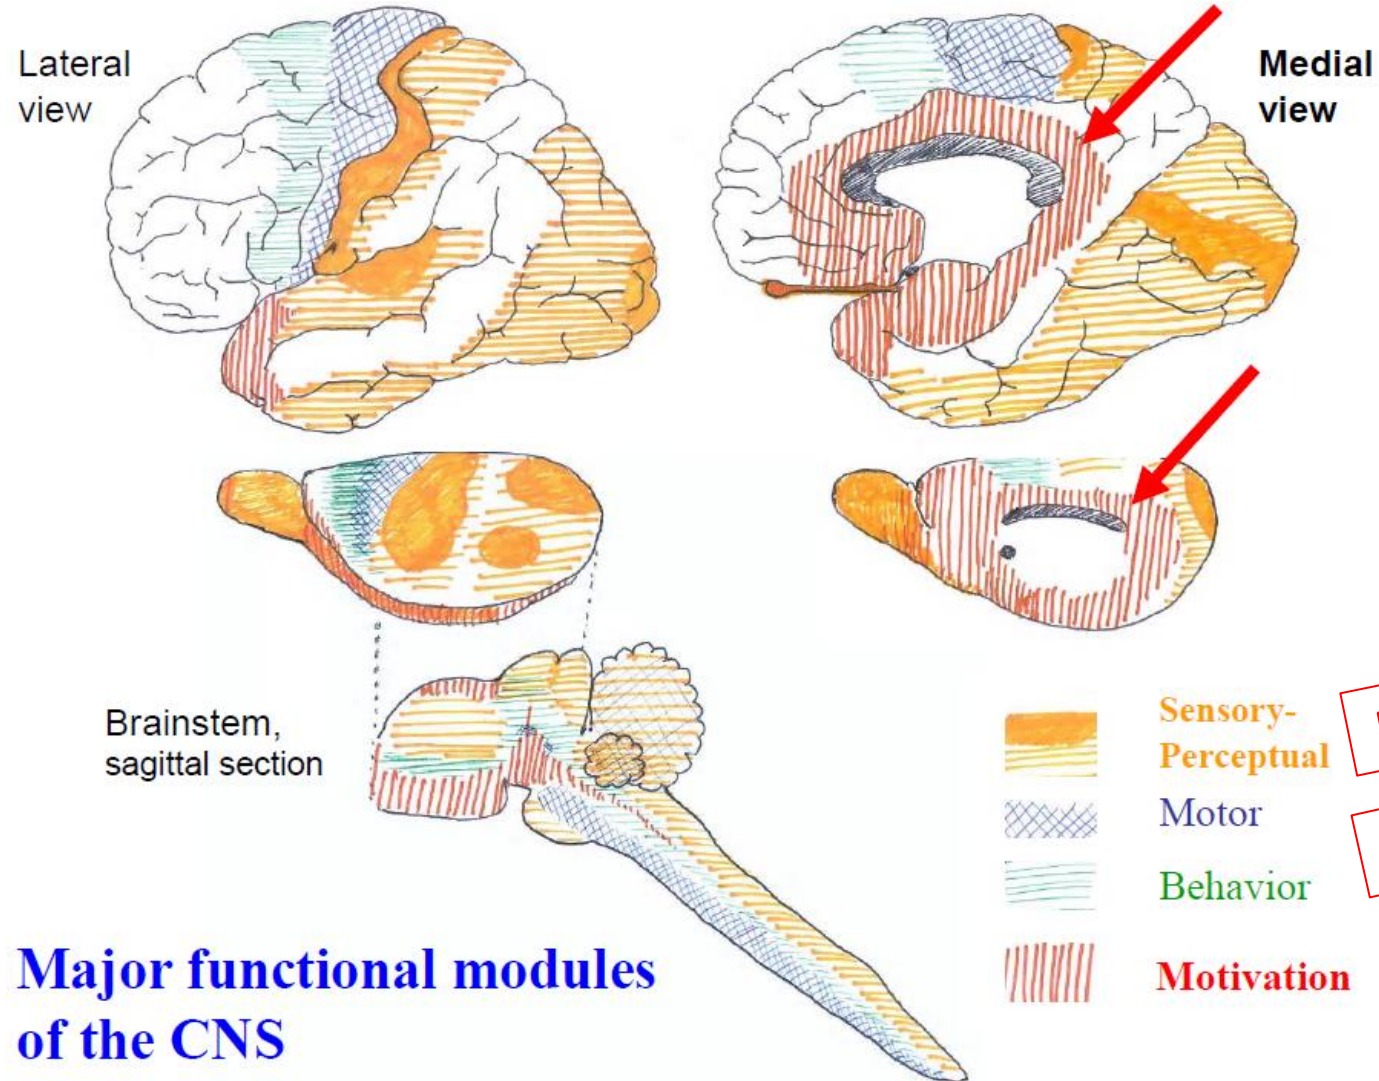 Lateral
view
Medial
view
Brainstem,
sagittal section
Sensory-
Perceptual
Motor
Behavior
Motivation
Major functional modules
of the CNS